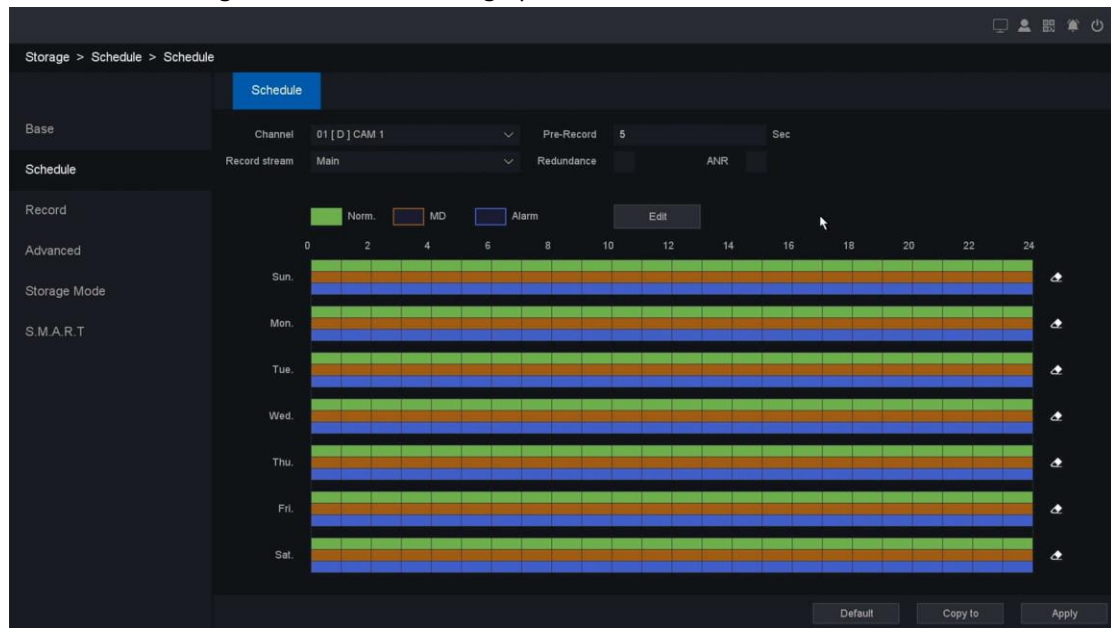 Storage > Schedule > Schedule
Schedule
Base
Channel 01 [ D ] CAM 1 Pre-Record 5 Sec
Schedule
Record stream Main Redundance ANR
Record
Norm. MD Alarm Edit
Advanced
0 2 4 6 8 10 12 14 16 18 20 22 24
Sun.
Storage Mode
Mon.
S.M.A.R.T
Tue.
Wed.
Thu.
Fri.
Sat.
Default Copy to Apply